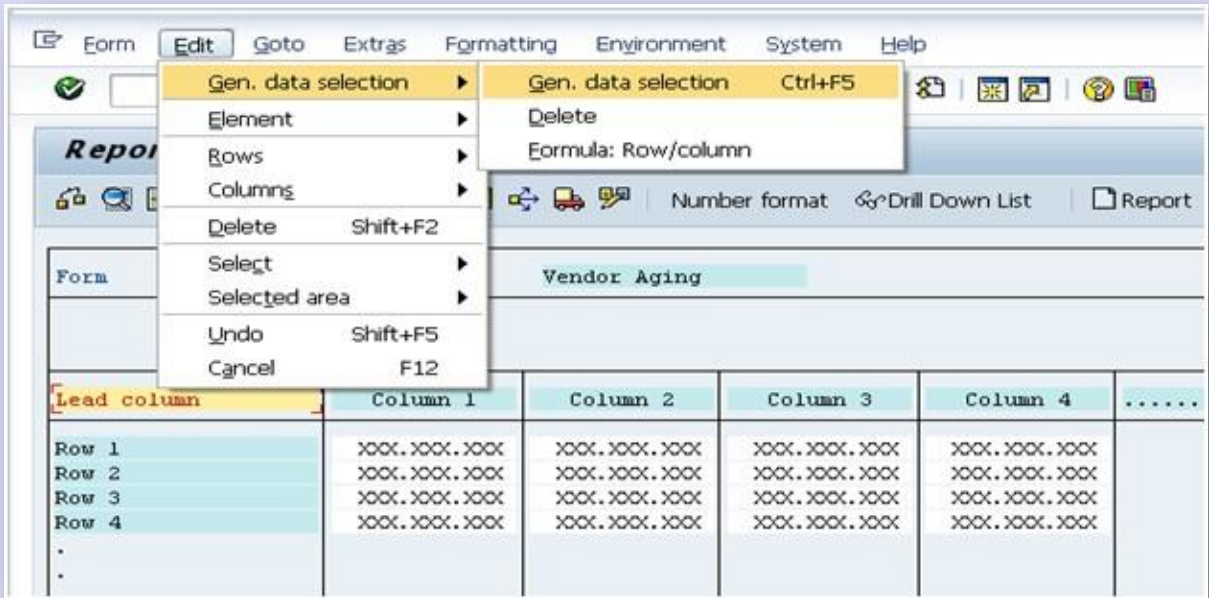 Form Edit Goto Extras Formatting Environment System Help
Gen. data selection Gen. data selection Ctrl+F5
Element Delete
Repor Rows Formula: Row/column
Columns Number format Drill Down List Report
Delete Shift+F2
Select
Form Vendor Aging
Selected area
Undo Shift+F5
Cancel F12
Lead column Column 1 Column 2 Column 3 Column 4 ......
Row 1 XXX.XXX.XXX XXX.XXX.XXX XXX.XXX.XXX XXX.XXX.XXX
Row 2 XXX.XXX.XXX XXX.XXX.XXX XXX.XXX.XXX XXX.XXX.XXX
Row 3 XXX.XXX.XXX XXX.XXX.XXX XXX.XXX.XXX XXX.XXX.XXX
Row 4 XXX.XXX.XXX XXX.XXX.XXX XXX.XXX.XXX XXX.XXX.XXX
.
.